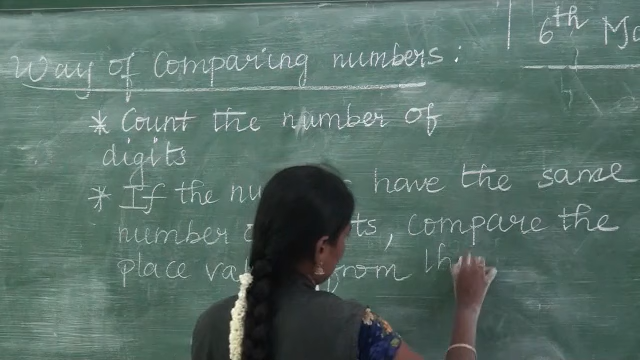 6th
Way of Comparing numbers:
* Count the number of
digits
* If the have the same
number , compare the
place from